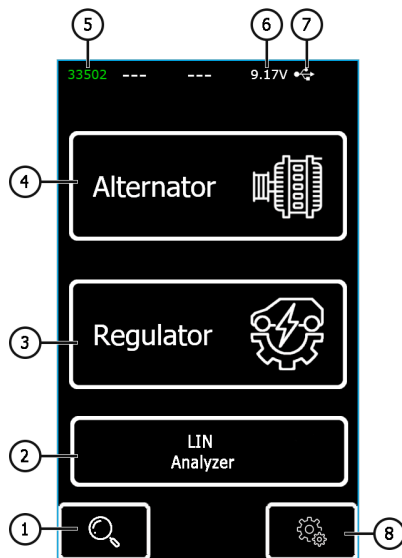 5 6 7
33502 --- --- 9.17V
4 Alternator
3 Regulator
2 LIN
Analyzer
1 8